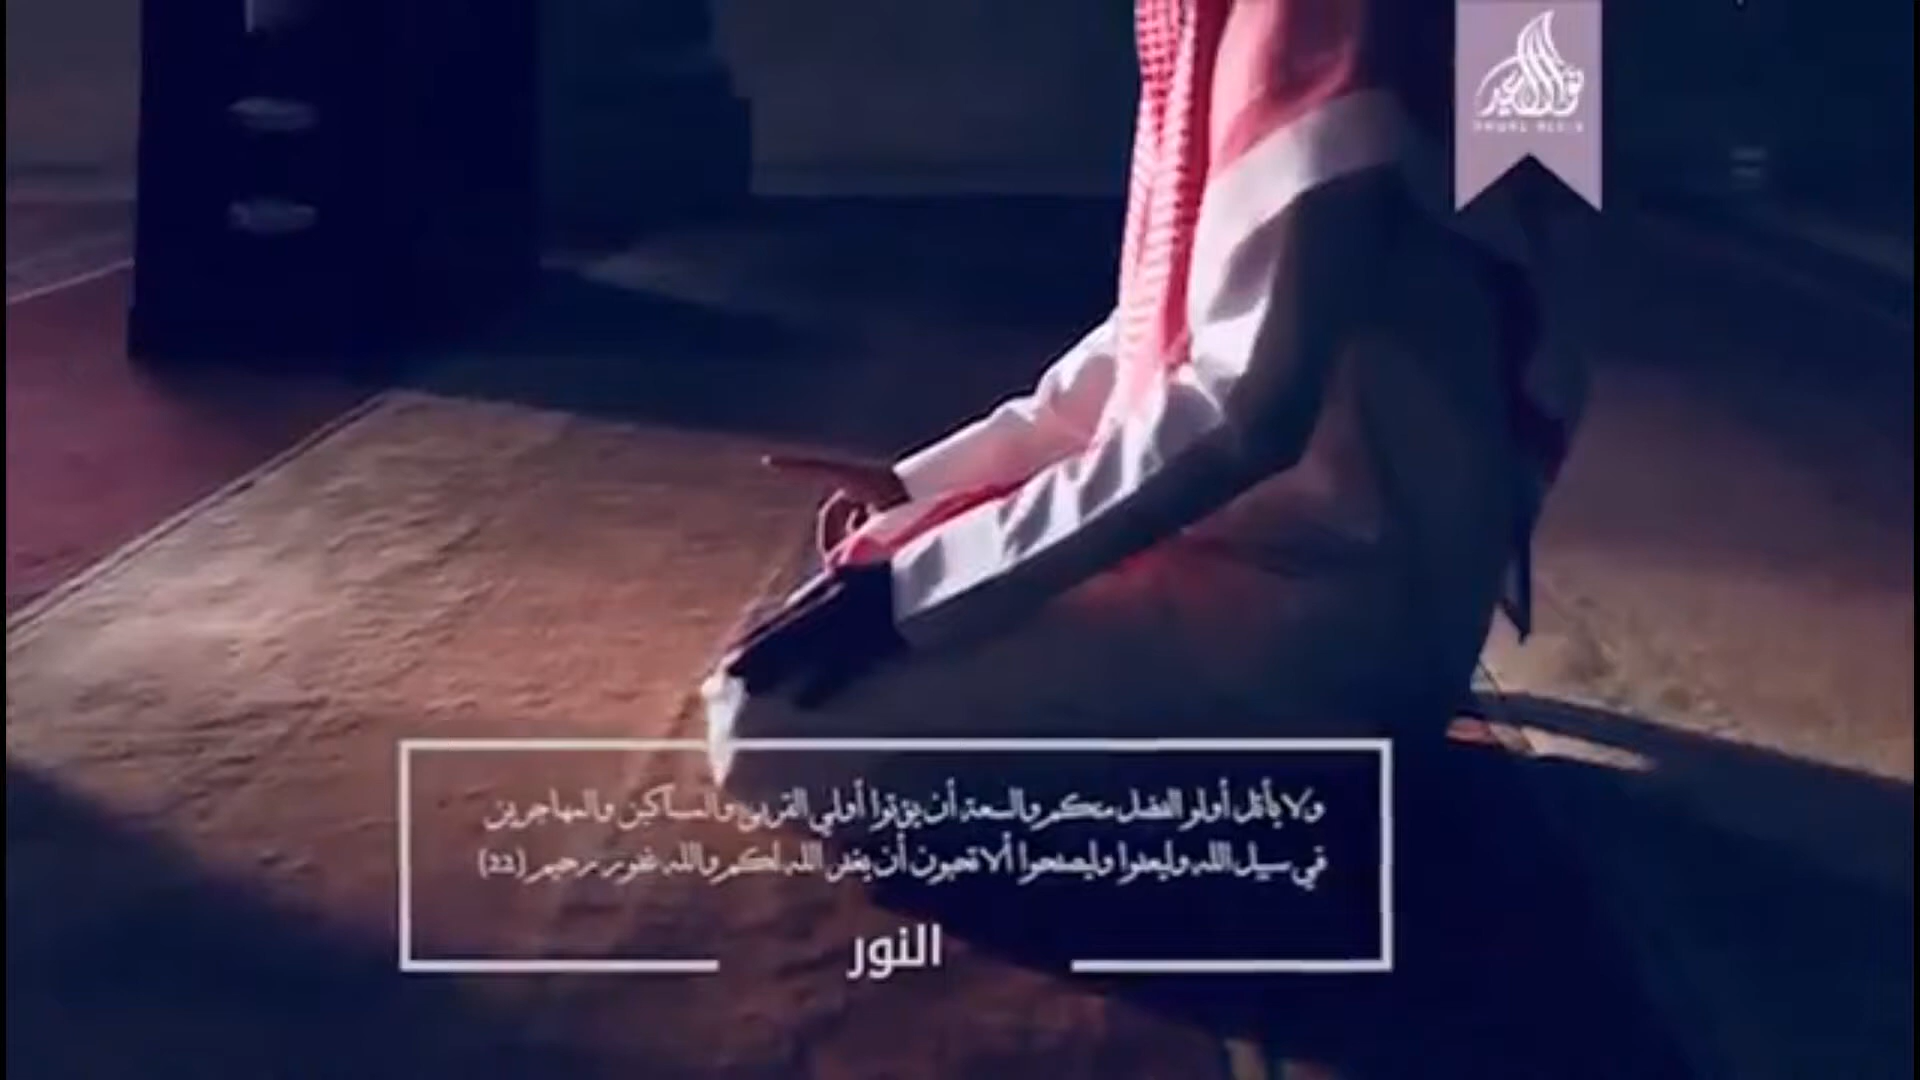 ولا يأتل أولو الفضل منكم والسعة أن يؤتوا أولي القربى والمساكين والمهاجرين
في سبيل الله وليعفوا وليصفحوا ألا تحبون أن يغفر الله لكم والله غفور رحيم (22)
النور